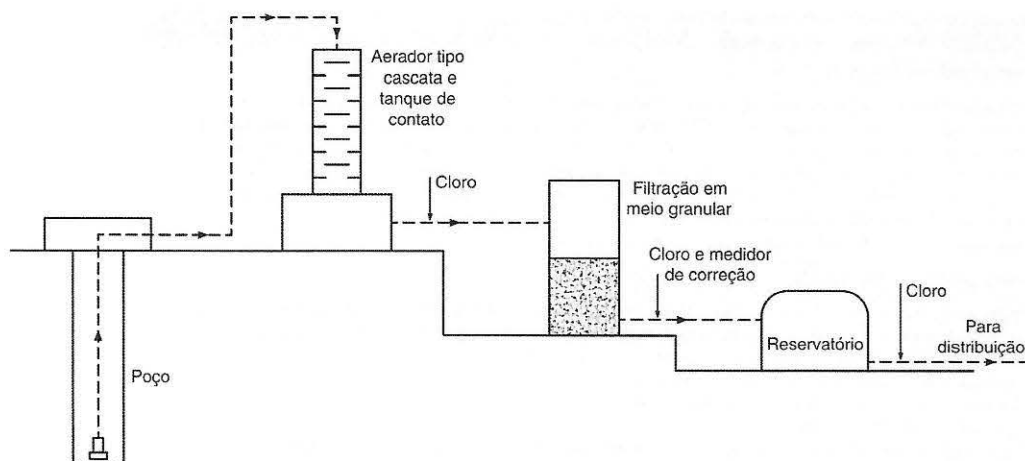 Aerador tipo
cascata e
tanque de
contato
Cloro
Filtração em
meio granular
Cloro e medidor
de correção
Cloro
Para
distribuição
Reservatório
Poço